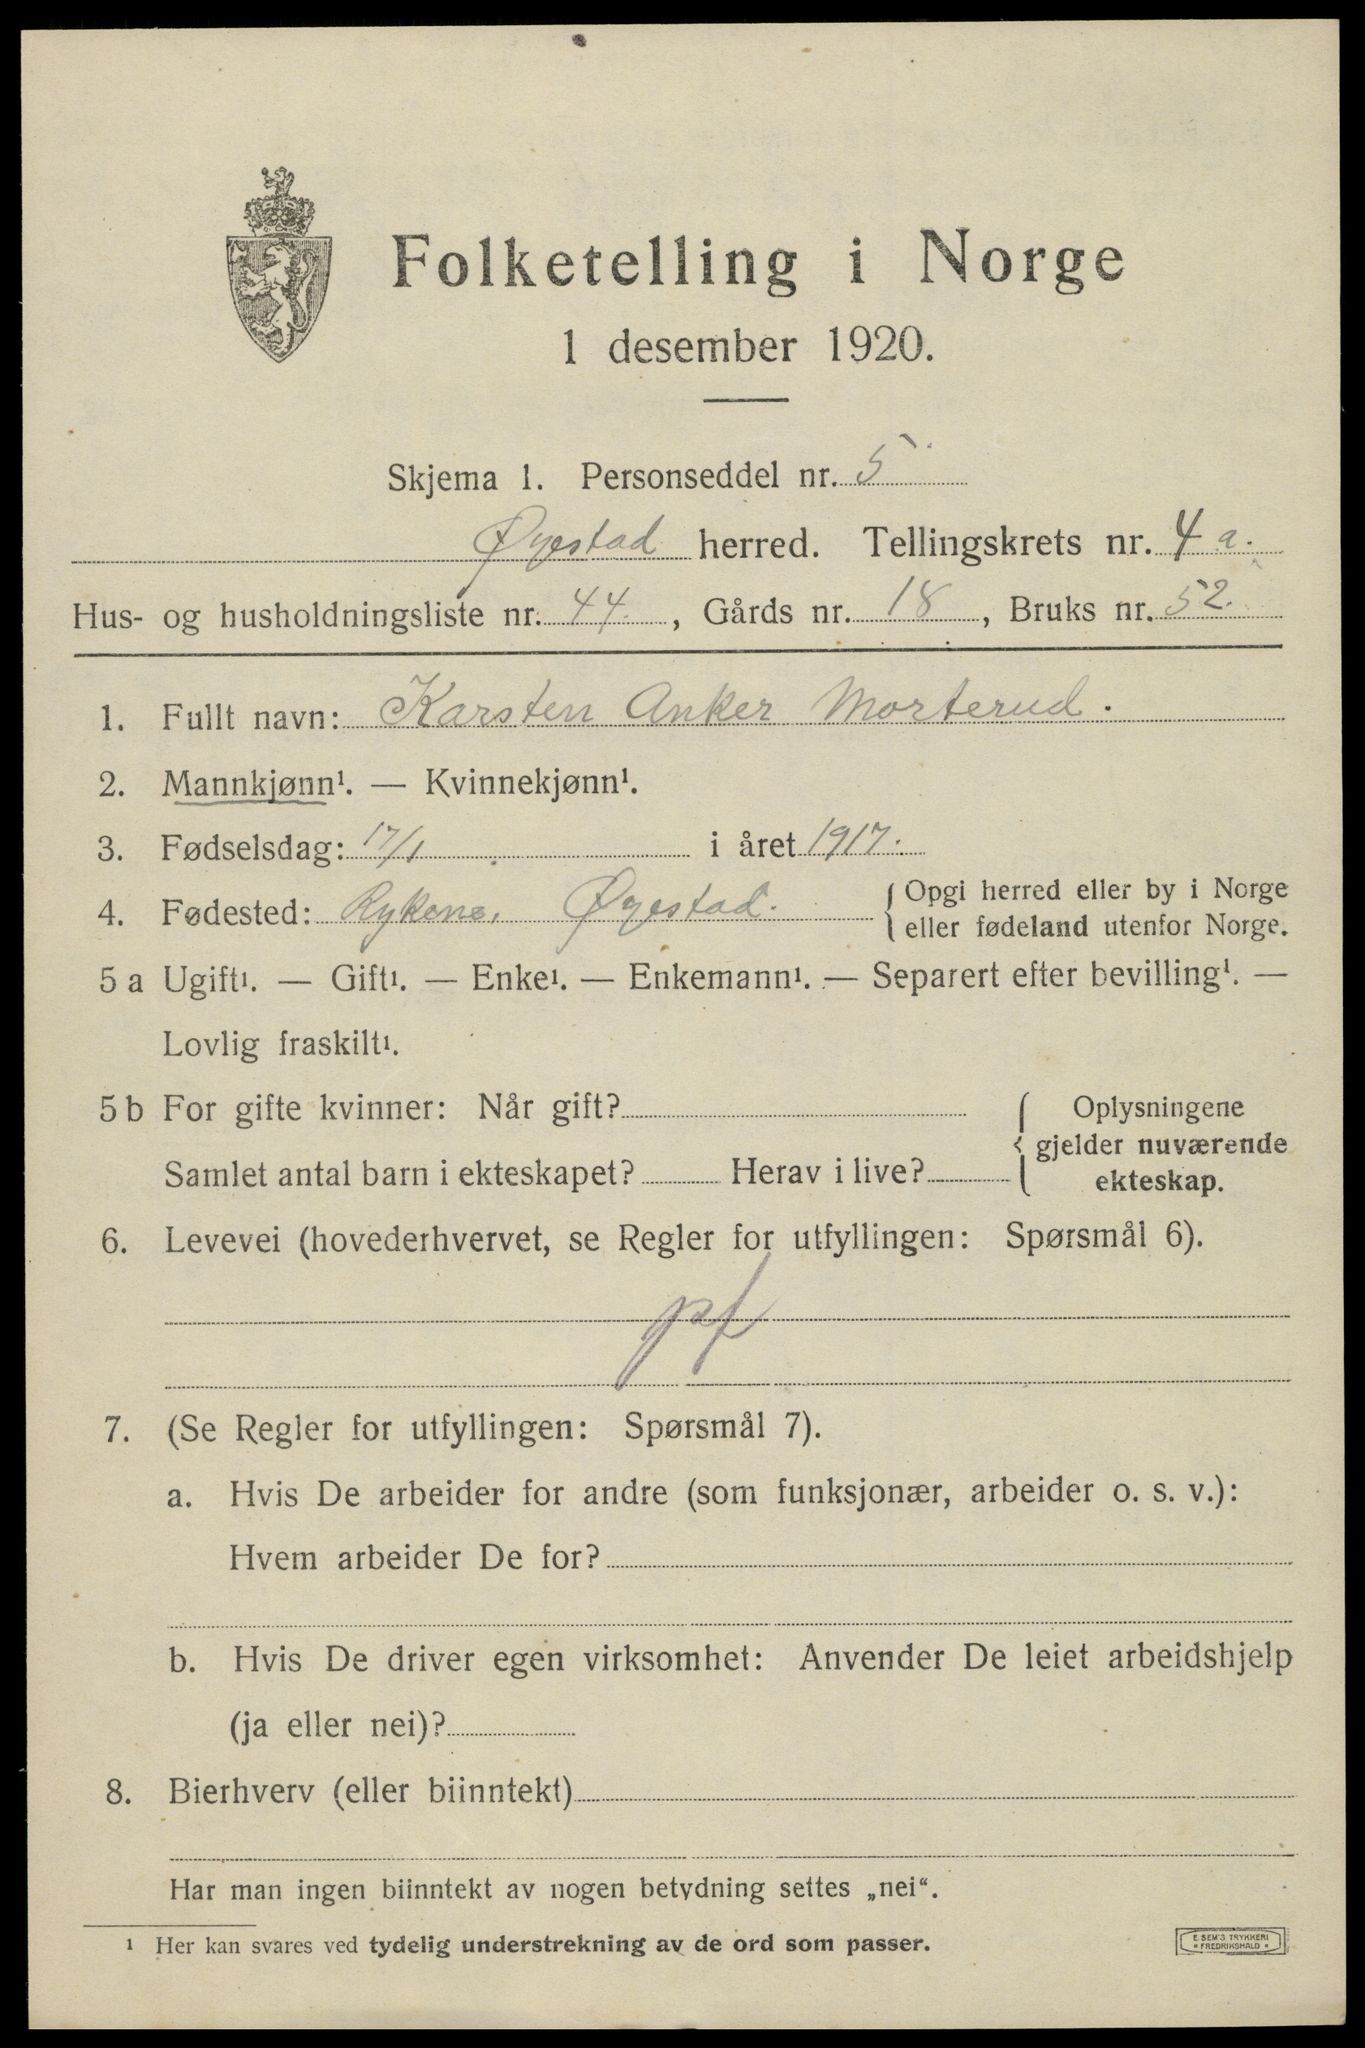 Folketelling i Norge
1 desember 1920.
Skjema 1. Personseddel nr. 5
Øyestad herred. Tellingskrets nr. 4 a.
Hus- og husholdningsliste nr. 44. , Gårds nr. 18 , Bruks nr. 52.
1. Fullt navn: Karsten Anker Morterud.
2. Mannkjønn¹. — Kvinnekjønn¹.
3. Fødselsdag: 17/1 i året 1917.
4. Fødested: Rykene, Øyestad. { Opgi herred eller by i Norge
eller fødeland utenfor Norge.
5 a Ugift¹. — Gift¹. — Enke¹. — Enkemann¹. — Separert efter bevilling¹. —
Lovlig fraskilt¹.
5 b For gifte kvinner: Når gift? { Oplysningene
gjelder nuværende
Samlet antal barn i ekteskapet? Herav i live? ekteskap.
6. Levevei (hovederhvervet, se Regler for utfyllingen: Spørsmål 6).
pf
7. (Se Regler for utfyllingen: Spørsmål 7).
a. Hvis De arbeider for andre (som funksjonær, arbeider o. s. v.):
Hvem arbeider De for?
b. Hvis De driver egen virksomhet: Anvender De leiet arbeidshjelp
(ja eller nei)?
8. Bierhverv (eller biinntekt)
Har man ingen biinntekt av nogen betydning settes „nei“.
¹ Her kan svares ved tydelig understrekning av de ord som passer.
E. SEM'S TRYKKERI
* FREDRIKSHALD *